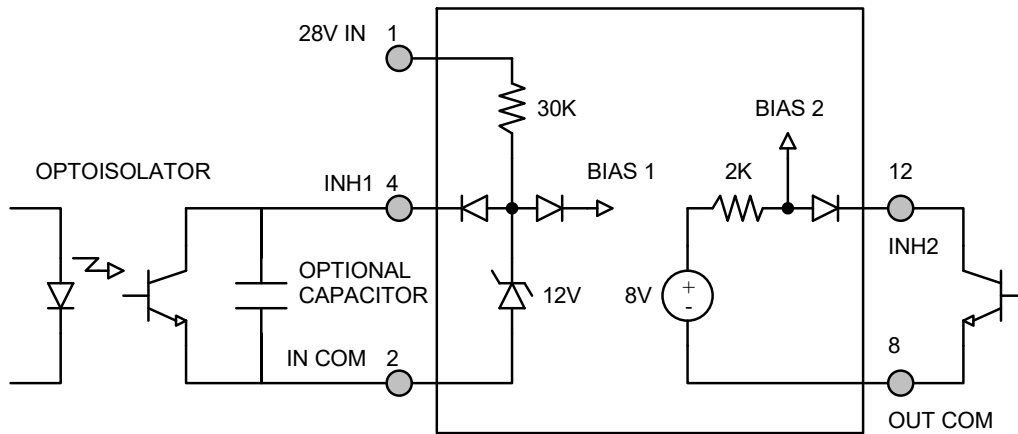 28V IN 1
30K
BIAS 2
OPTOISOLATOR
INH1 4
BIAS 1
2K
12
INH2
OPTIONAL
CAPACITOR
12V
8V
+
-
IN COM 2
8
OUT COM